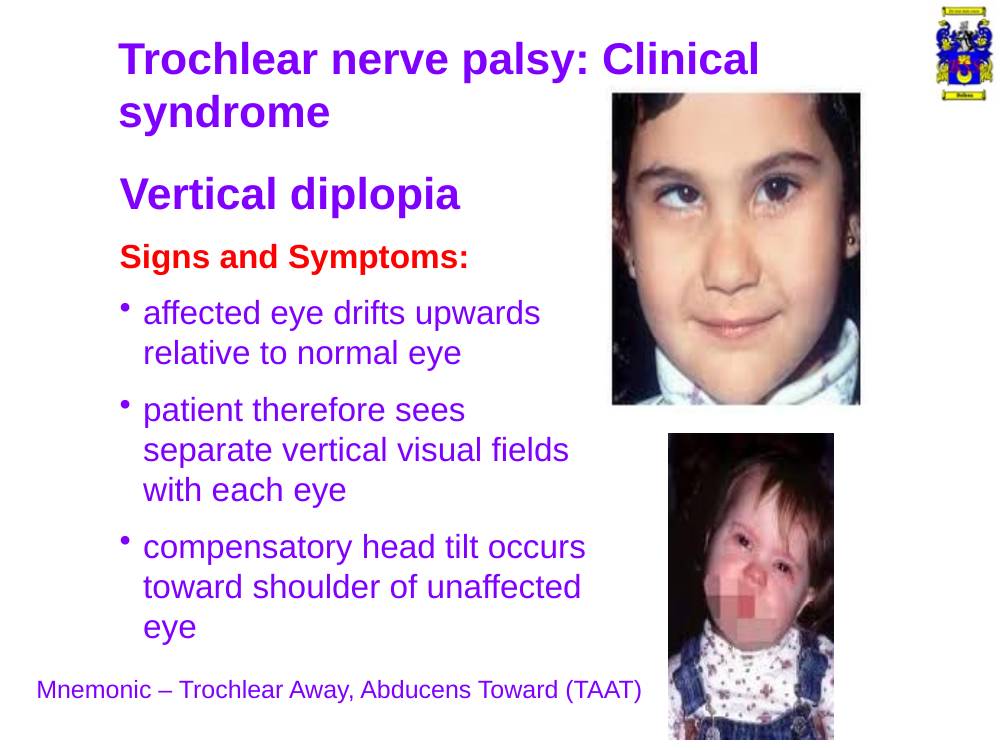 Trochlear nerve palsy: Clinical
syndrome
Vertical diplopia
Signs and Symptoms:
• affected eye drifts upwards
relative to normal eye
• patient therefore sees
separate vertical visual fields
with each eye
• compensatory head tilt occurs
toward shoulder of unaffected
eye
Mnemonic – Trochlear Away, Abducens Toward (TAAT)